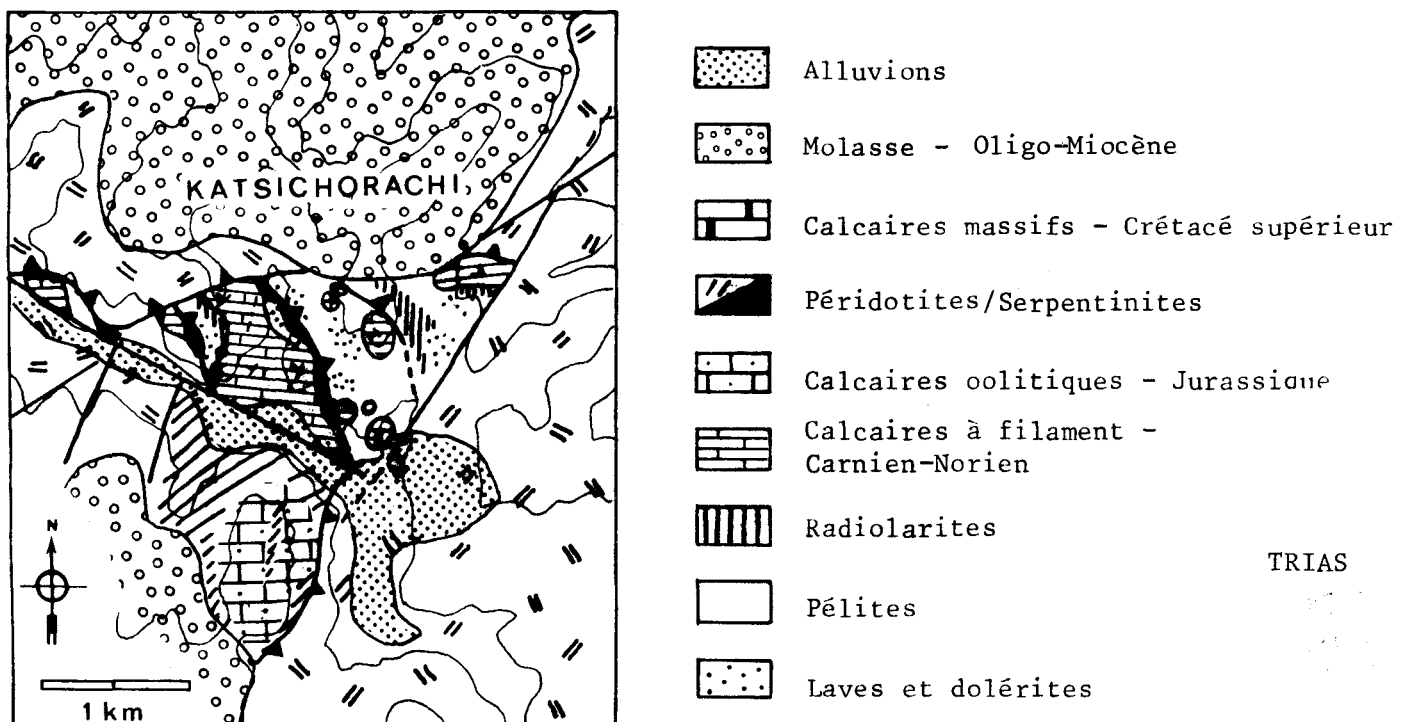 KATSICHORACHI
N
1 km
Alluvions
Molasse - Oligo-Miocène
Calcaires massifs - Crétacé supérieur
Péridotites/Serpentinites
Calcaires oolitiques - Jurassique
Calcaires à filament -
Carnien-Norien
Radiolarites
TRIAS
Pélites
Laves et dolérites